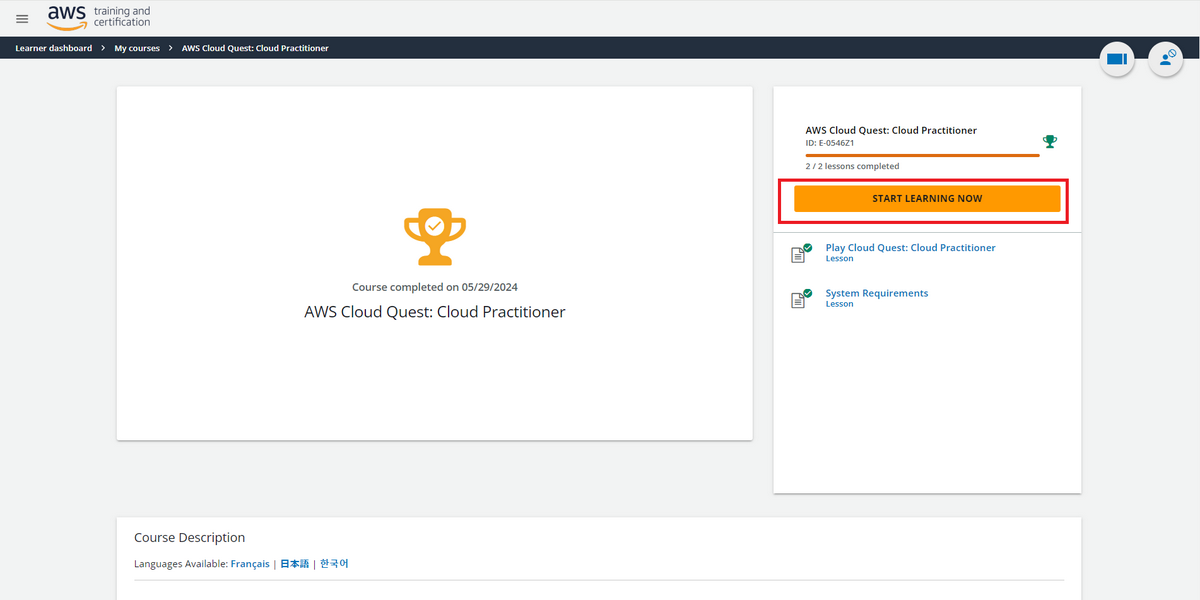 aws training and certification
Learner dashboard > My courses > AWS Cloud Quest: Cloud Practitioner
Course completed on 05/29/2024
AWS Cloud Quest: Cloud Practitioner
AWS Cloud Quest: Cloud Practitioner
ID: E-0546Z1
2 / 2 lessons completed
START LEARNING NOW
Play Cloud Quest: Cloud Practitioner
Lesson
System Requirements
Lesson
Course Description
Languages Available: Français | 日本語 | 한국어